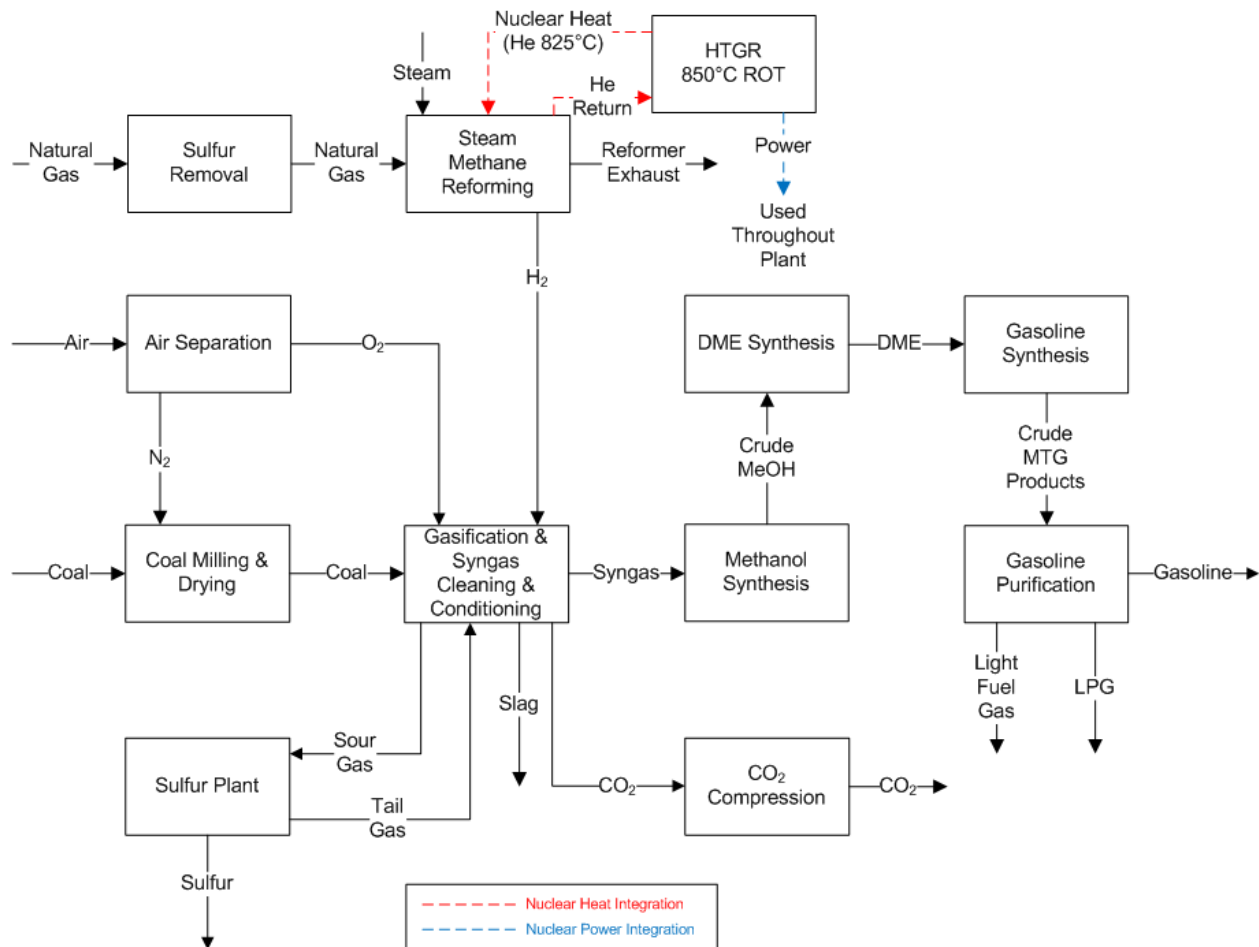 Nuclear Heat
(He 825°C)
HTGR
850°C ROT
Steam
He
Return
Natural
Gas
Sulfur
Removal
Natural
Gas
Steam
Methane
Reforming
Reformer
Exhaust
Power
Used
Throughout
Plant
H₂
Air
Air Separation
O₂
DME Synthesis
DME
Gasoline
Synthesis
N₂
Crude
MeOH
Crude
MTG
Products
Coal
Coal Milling &
Drying
Coal
Gasification &
Syngas
Cleaning &
Conditioning
Syngas
Methanol
Synthesis
Gasoline
Purification
Gasoline
Light
Fuel
Gas
LPG
Slag
Sour
Gas
Sulfur Plant
Tail
Gas
CO₂
CO₂
Compression
CO₂
Sulfur
Nuclear Heat Integration
Nuclear Power Integration